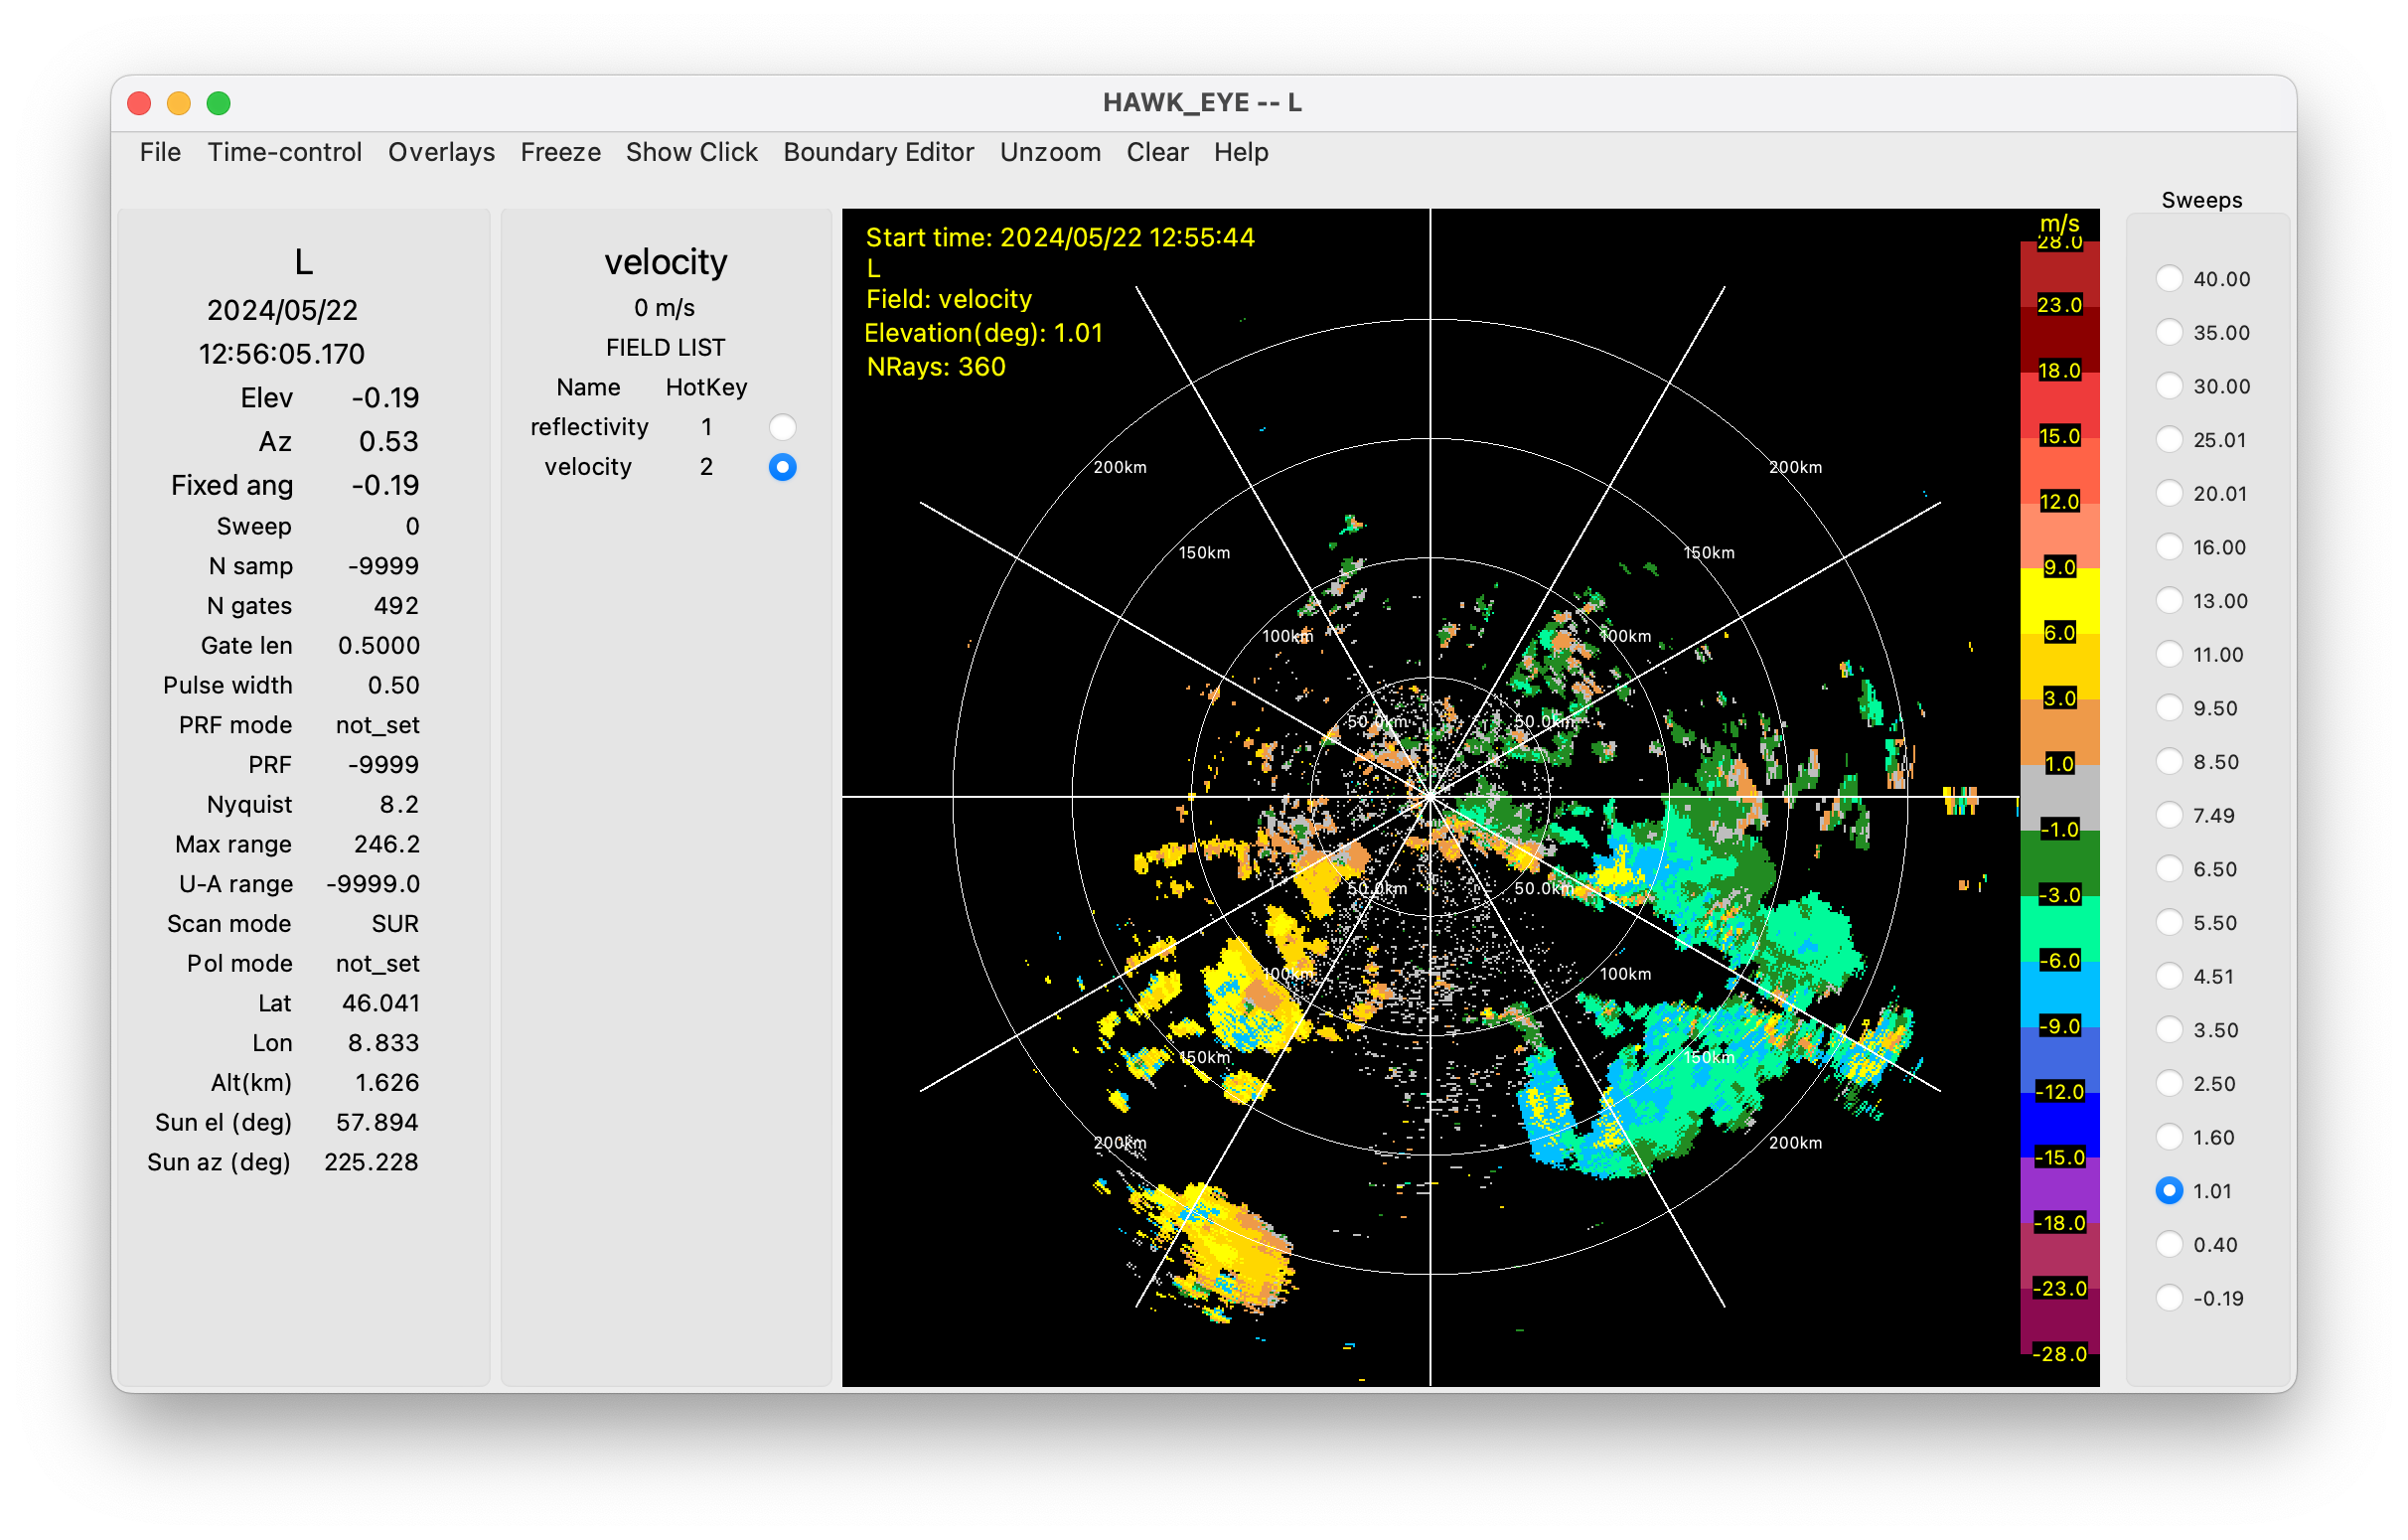 HAWK_EYE -- L
File Time-control Overlays Freeze Show Click Boundary Editor Unzoom Clear Help
L
2024/05/22
12:56:05.170
Elev -0.19
Az 0.53
Fixed ang -0.19
Sweep 0
N samp -9999
N gates 492
Gate len 0.5000
Pulse width 0.50
PRF mode not_set
PRF -9999
Nyquist 8.2
Max range 246.2
U-A range -9999.0
Scan mode SUR
Pol mode not_set
Lat 46.041
Lon 8.833
Alt(km) 1.626
Sun el (deg) 57.894
Sun az (deg) 225.228
velocity
0 m/s
FIELD LIST
Name HotKey
reflectivity 1
velocity 2
Start time: 2024/05/22 12:55:44
L
Field: velocity
Elevation(deg): 1.01
NRays: 360
200km 200km
150km 150km
100km 100km
50.0km 50.0km
50.0km 50.0km
100km 100km
150km 150km
200km 200km
m/s
28.0
23.0
18.0
15.0
12.0
9.0
6.0
3.0
1.0
-1.0
-3.0
-6.0
-9.0
-12.0
-15.0
-18.0
-23.0
-28.0
Sweeps
40.00
35.00
30.00
25.01
20.01
16.00
13.00
11.00
9.50
8.50
7.49
6.50
5.50
4.51
3.50
2.50
1.60
1.01
0.40
-0.19